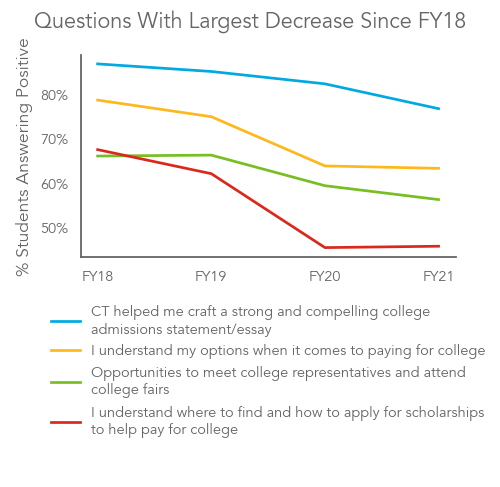 Questions With Largest Decrease Since FY18
% Students Answering Positive
80%
70%
60%
50%
FY18 FY19 FY20 FY21
CT helped me craft a strong and compelling college
admissions statement/essay
I understand my options when it comes to paying for college
Opportunities to meet college representatives and attend
college fairs
I understand where to find and how to apply for scholarships
to help pay for college